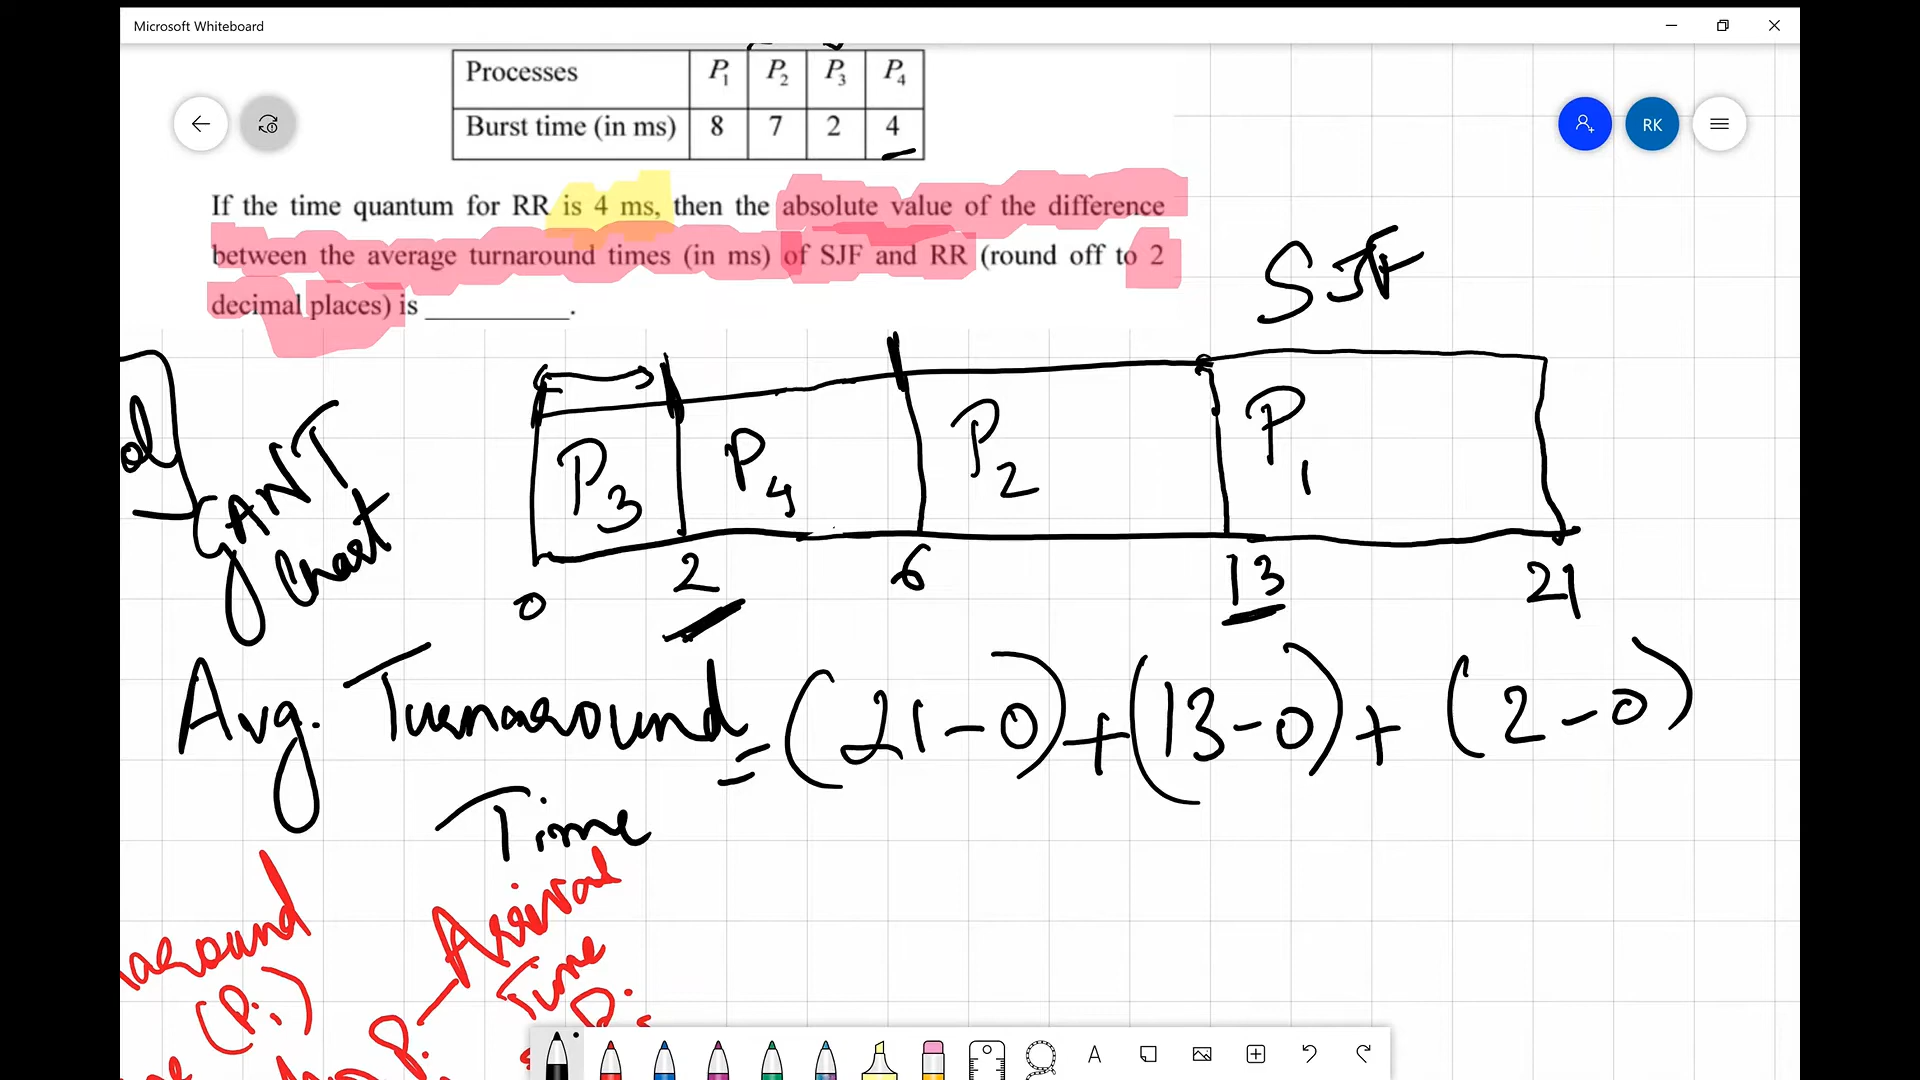 Microsoft Whiteboard
Processes P1 P2 P3 P4
Burst time (in ms) 8 7 2 4
RK
If the time quantum for RR is 4 ms, then the absolute value of the difference
between the average turnaround times (in ms) of SJF and RR (round off to 2
decimal places) is __________.
SJF
GANT
Chart
P3 P4 P2 P1
0 2 6 13 21
Avg. Turnaround = (21-0) + (13-0) + (2-0)
Time
Arrival
Time
(Pi)
A